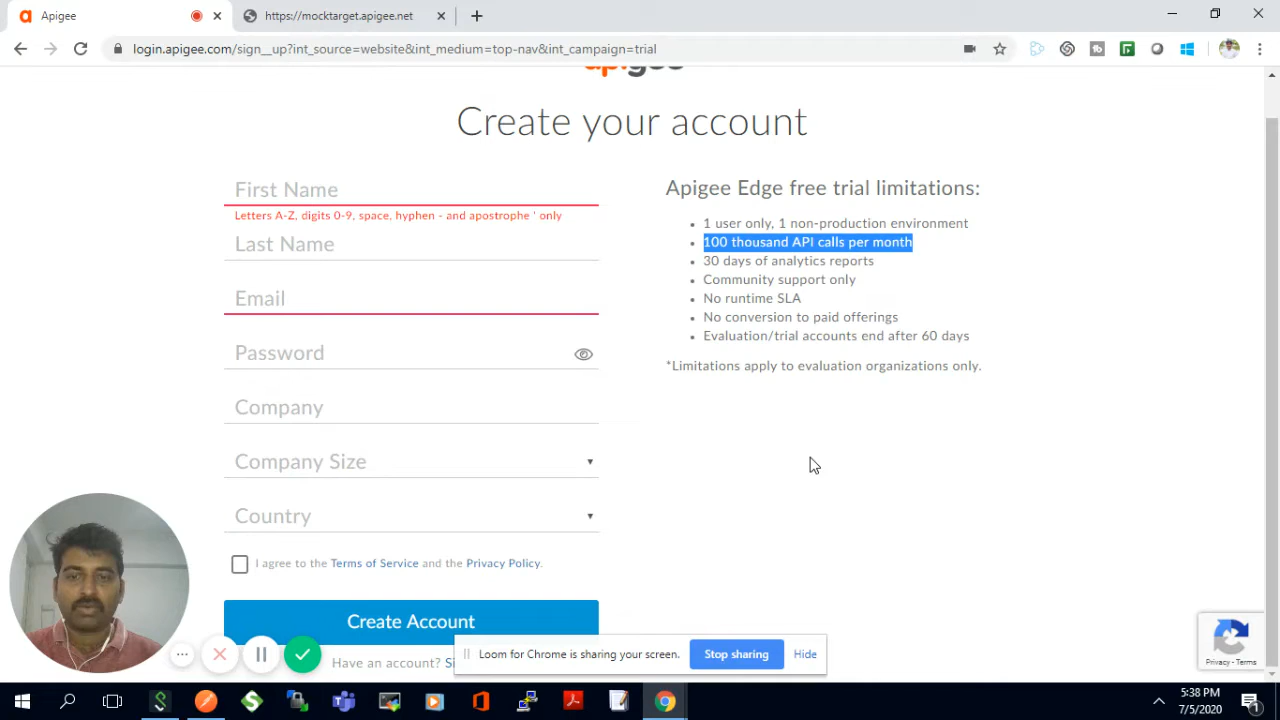 Apigee
https://mocktarget.apigee.net
login.apigee.com/sign__up?int_source=website&int_medium=top-nav&int_campaign=trial
apigee
Create your account
First Name
Letters A-Z, digits 0-9, space, hyphen - and apostrophe ' only
Last Name
Email
Password
Company
Company Size
Country
I agree to the Terms of Service and the Privacy Policy.
Create Account
Have an account?
Apigee Edge free trial limitations:
1 user only, 1 non-production environment
100 thousand API calls per month
30 days of analytics reports
Community support only
No runtime SLA
No conversion to paid offerings
Evaluation/trial accounts end after 60 days
*Limitations apply to evaluation organizations only.
Loom for Chrome is sharing your screen.
Stop sharing
Hide
Privacy - Terms
5:38 PM
7/5/2020
1